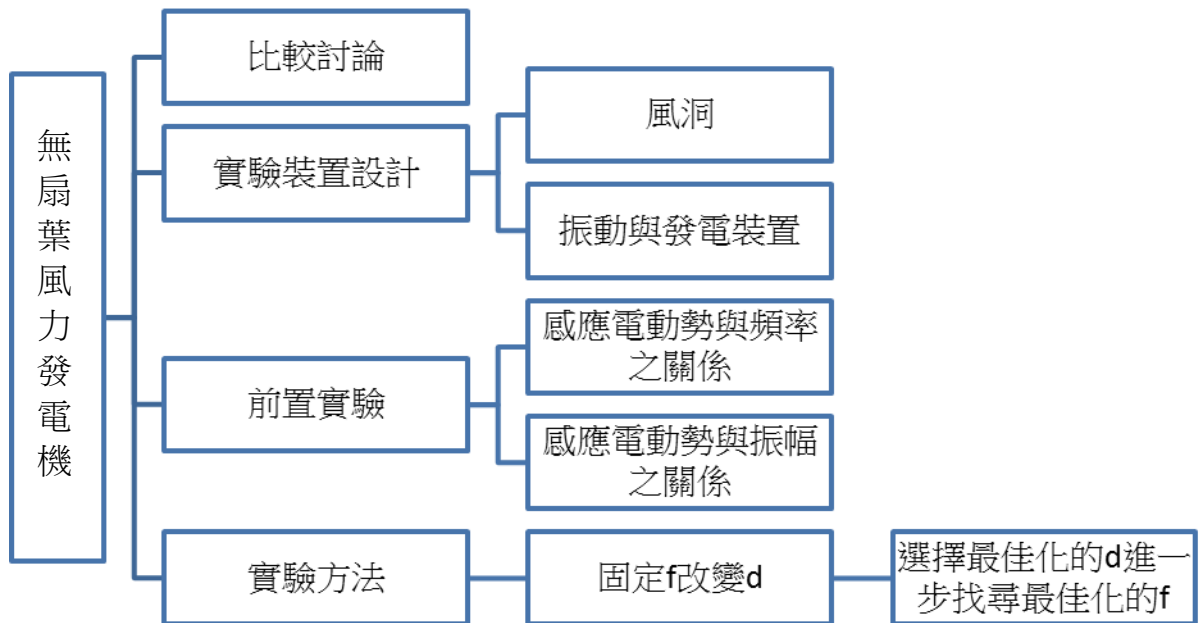 無扇葉風力發電機
比較討論
實驗裝置設計
風洞
振動與發電裝置
前置實驗
感應電動勢與頻率
之關係
感應電動勢與振幅
之關係
實驗方法
固定f改變d
選擇最佳化的d進一
步找尋最佳化的f